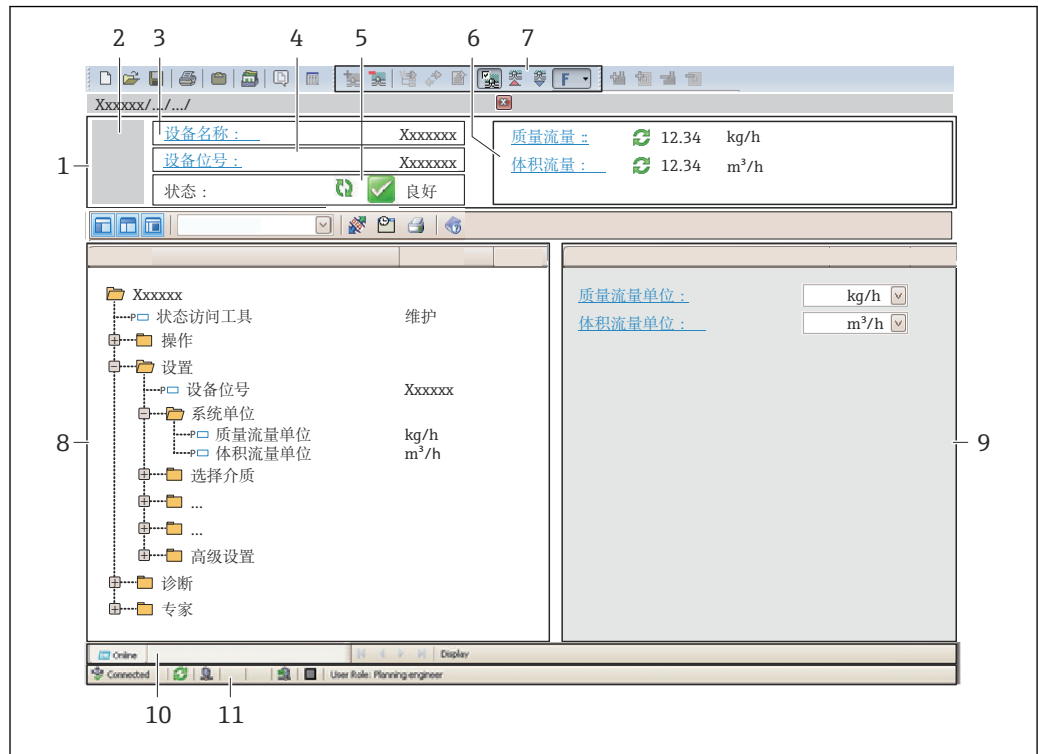 2 3 4 5 6 7
F
Xxxxxx/.../.../
1
设备名称： Xxxxxxx
设备位号： Xxxxxxx
状态： 良好
质量流量 :: 12.34 kg/h
体积流量： 12.34 m³/h
Xxxxxx
P 状态访问工具 维护
操作
设置
P 设备位号 Xxxxxx
系统单位
P 质量流量单位 kg/h
P 体积流量单位 m³/h
选择介质
...
...
高级设置
诊断
专家
质量流量单位： kg/h
体积流量单位： m³/h
8
9
Online Display
Connected User Role: Planning engineer
10 11